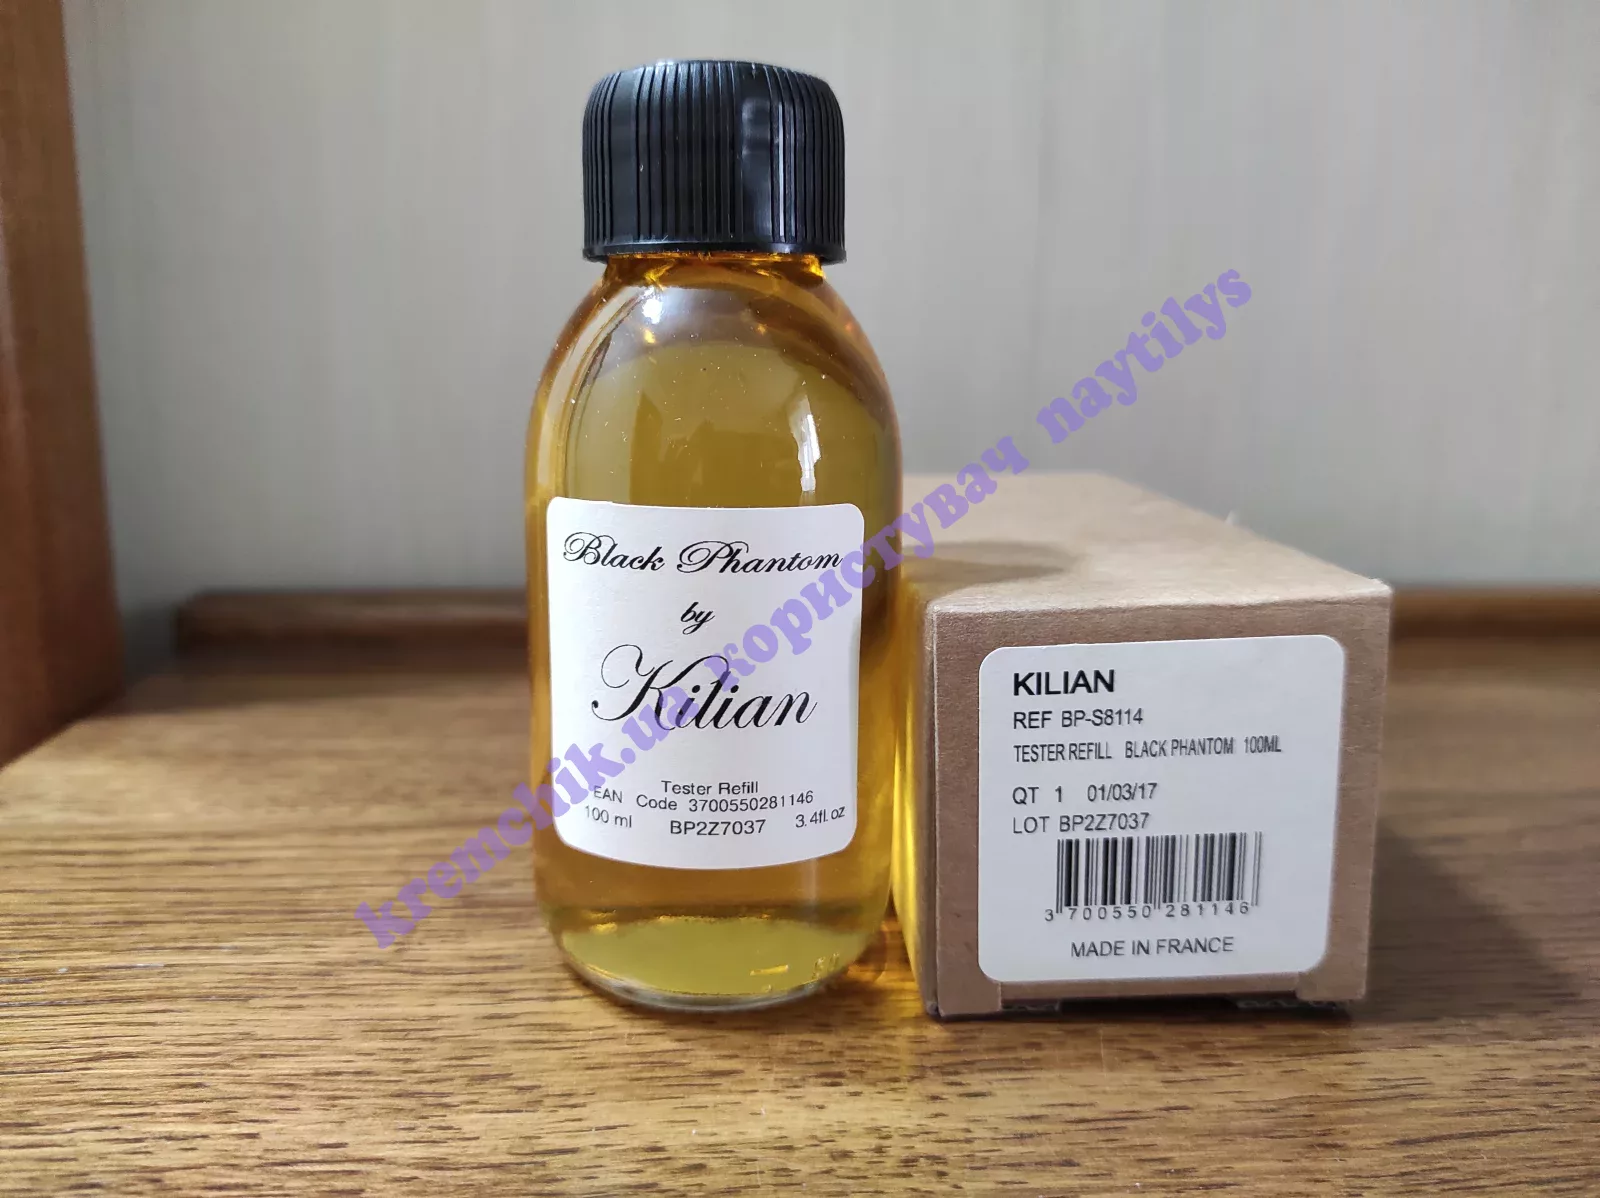 Black Phantom
by
Kilian
Tester Refill
EAN Code 3700550281146
100 ml BP2Z7037 3.4fl.oz
KILIAN
REF BP-S8114
TESTER REFILL BLACK PHANTOM 100ML
QT 1 01/03/17
LOT BP2Z7037
3 700550 281146
MADE IN FRANCE
kremchik.ua користувач naytilys